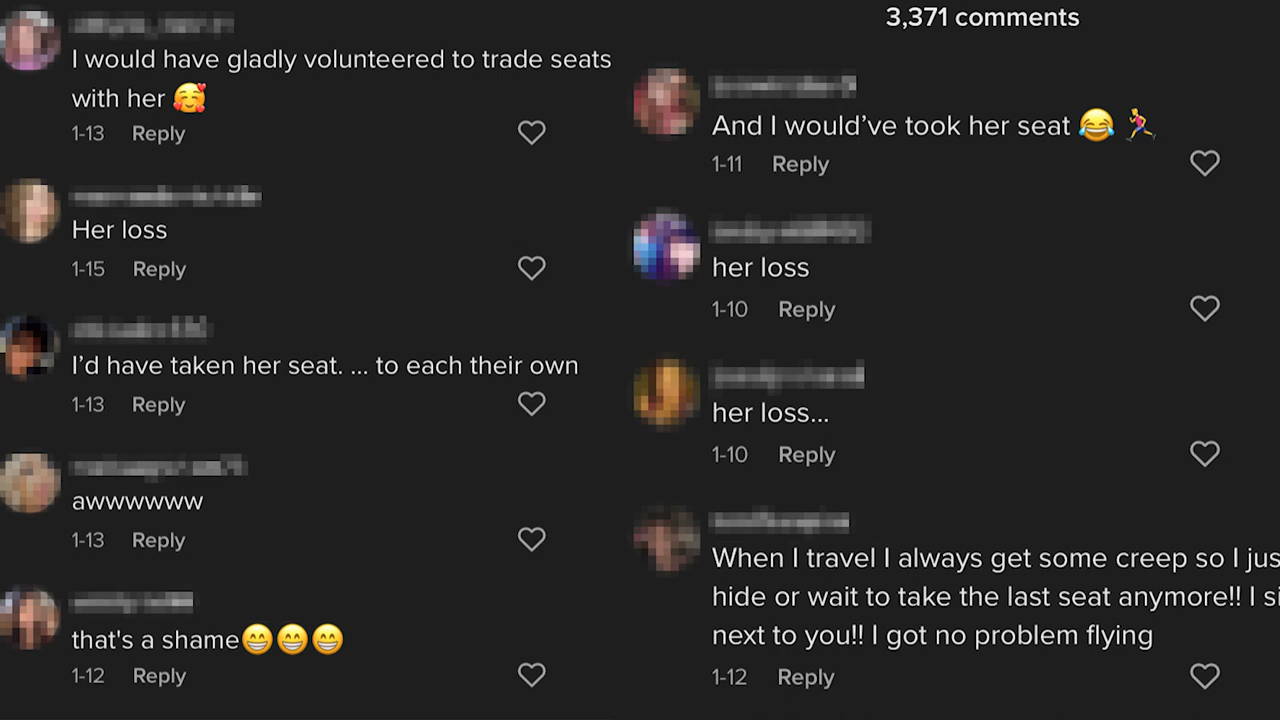 I would have gladly volunteered to trade seats
with her 🥰
1-13 Reply
Her loss
1-15 Reply
I'd have taken her seat. ... to each their own
1-13 Reply
awwwwww
1-13 Reply
that's a shame😁😁😁
1-12 Reply
3,371 comments
And I would've took her seat 😂 🏃‍♀️
1-11 Reply
her loss
1-10 Reply
her loss...
1-10 Reply
When I travel I always get some creep so I
hide or wait to take the last seat anymore!! I
next to you!! I got no problem flying
1-12 Reply